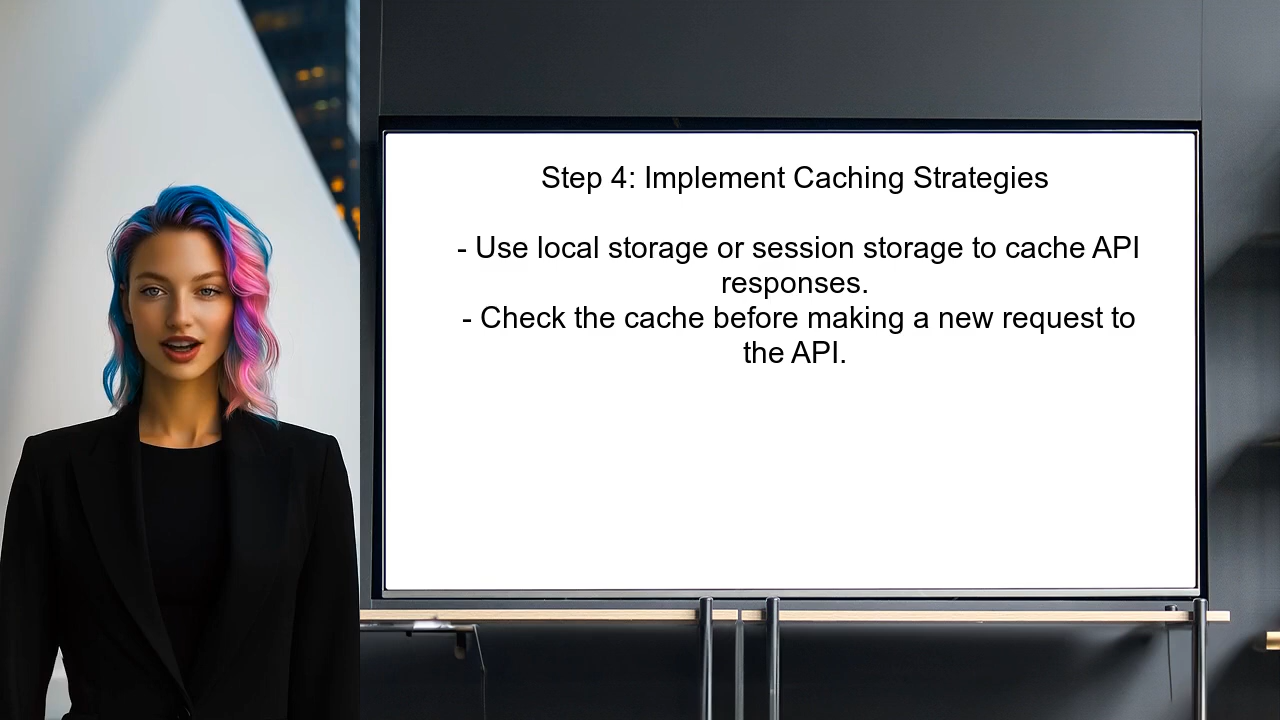 Step 4: Implement Caching Strategies
- Use local storage or session storage to cache API
responses.
- Check the cache before making a new request to
the API.